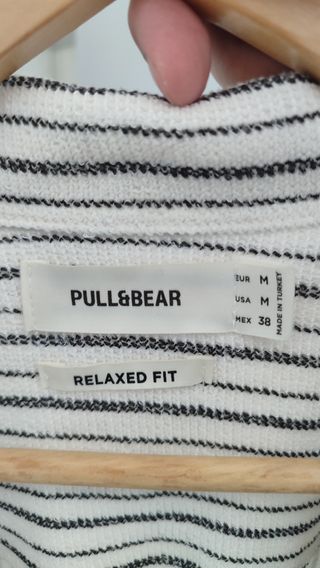 PULL&BEAR
EUR M
USA M
MEX 38
MADE IN TURKEY
RELAXED FIT